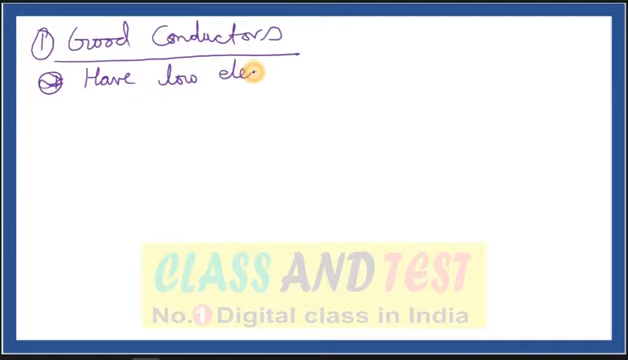 ① Good Conductors
Have low ele
CLASS AND TEST
No.1 Digital class in India